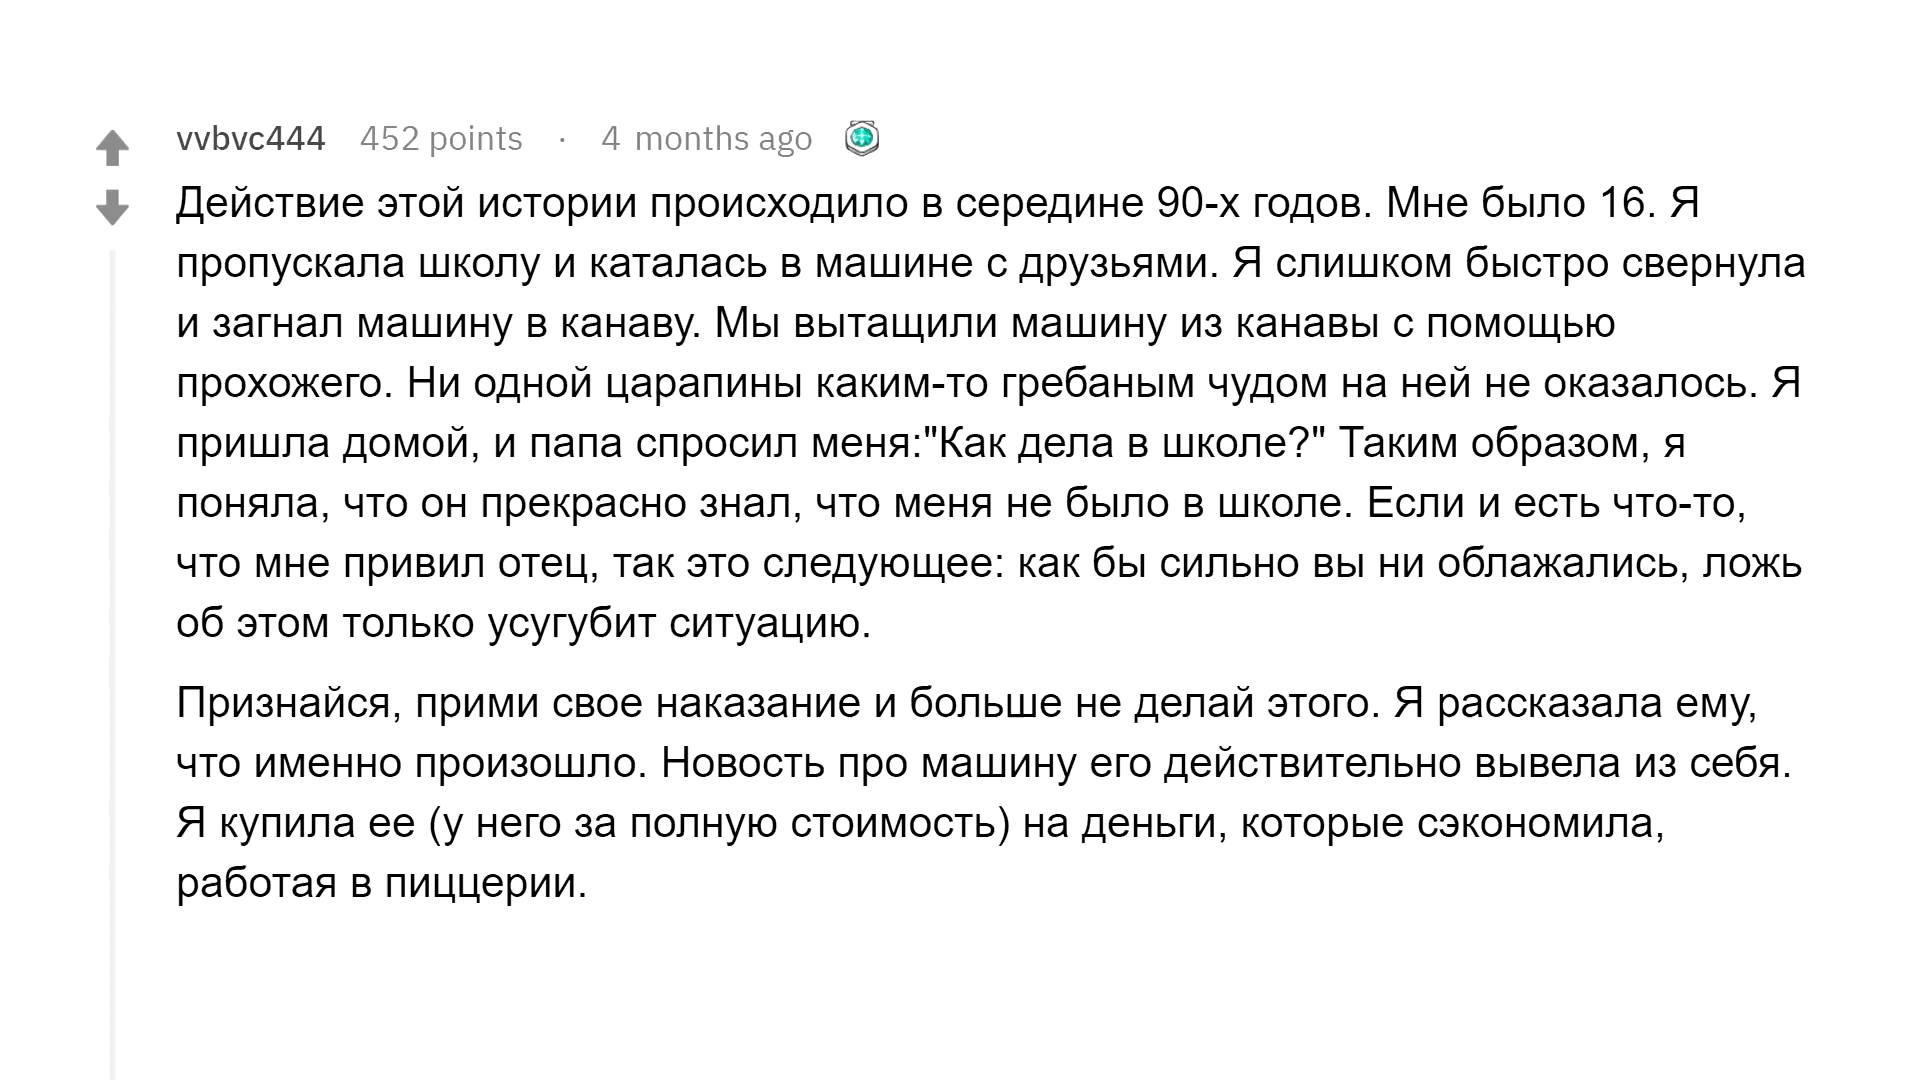 vvbvc444 452 points · 4 months ago
Действие этой истории происходило в середине 90-х годов. Мне было 16. Я
пропускала школу и каталась в машине с друзьями. Я слишком быстро свернула
и загнал машину в канаву. Мы вытащили машину из канавы с помощью
прохожего. Ни одной царапины каким-то гребаным чудом на ней не оказалось. Я
пришла домой, и папа спросил меня:"Как дела в школе?" Таким образом, я
поняла, что он прекрасно знал, что меня не было в школе. Если и есть что-то,
что мне привил отец, так это следующее: как бы сильно вы ни облажались, ложь
об этом только усугубит ситуацию.
Признайся, прими свое наказание и больше не делай этого. Я рассказала ему,
что именно произошло. Новость про машину его действительно вывела из себя.
Я купила ее (у него за полную стоимость) на деньги, которые сэкономила,
работая в пиццерии.